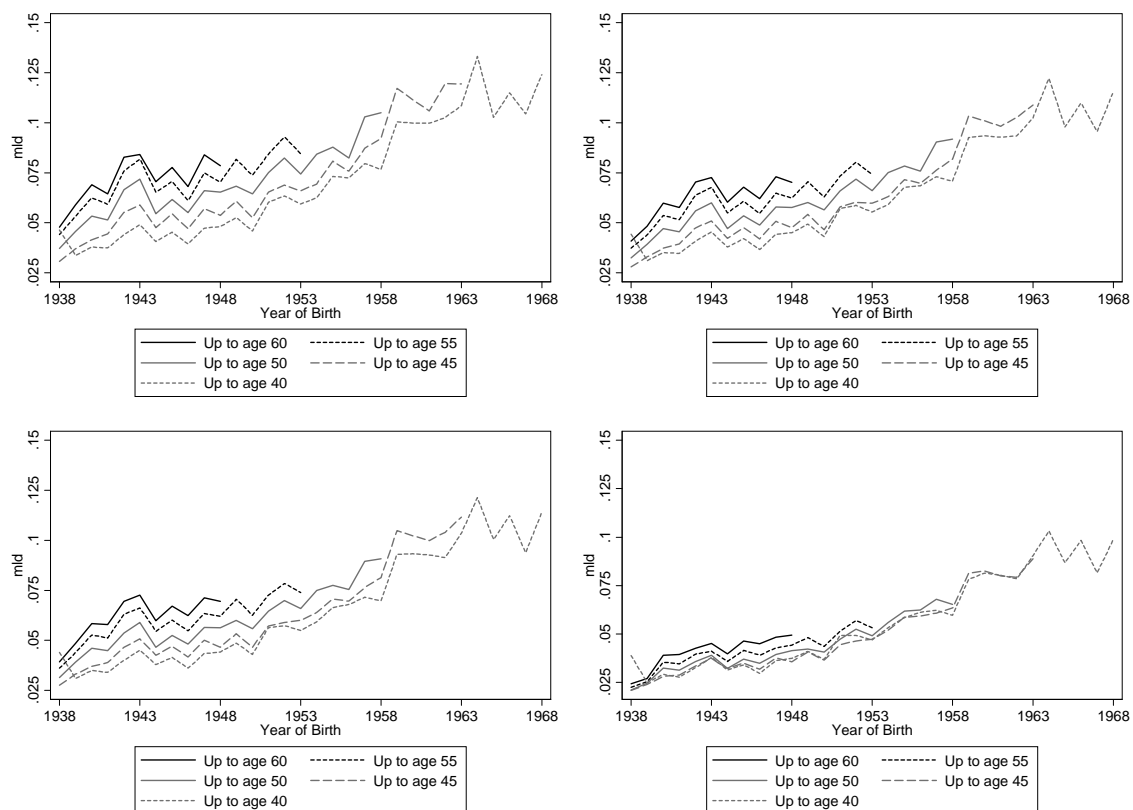 .15
.125
.1
.075
.05
.025
mld
1938 1943 1948 1953 1958 1963 1968
Year of Birth
Up to age 60 Up to age 55
Up to age 50 Up to age 45
Up to age 40
.15
.125
.1
.075
.05
.025
mld
1938 1943 1948 1953 1958 1963 1968
Year of Birth
Up to age 60 Up to age 55
Up to age 50 Up to age 45
Up to age 40
.15
.125
.1
.075
.05
.025
mld
1938 1943 1948 1953 1958 1963 1968
Year of Birth
Up to age 60 Up to age 55
Up to age 50 Up to age 45
Up to age 40
.15
.125
.1
.075
.05
.025
mld
1938 1943 1948 1953 1958 1963 1968
Year of Birth
Up to age 60 Up to age 55
Up to age 50 Up to age 45
Up to age 40